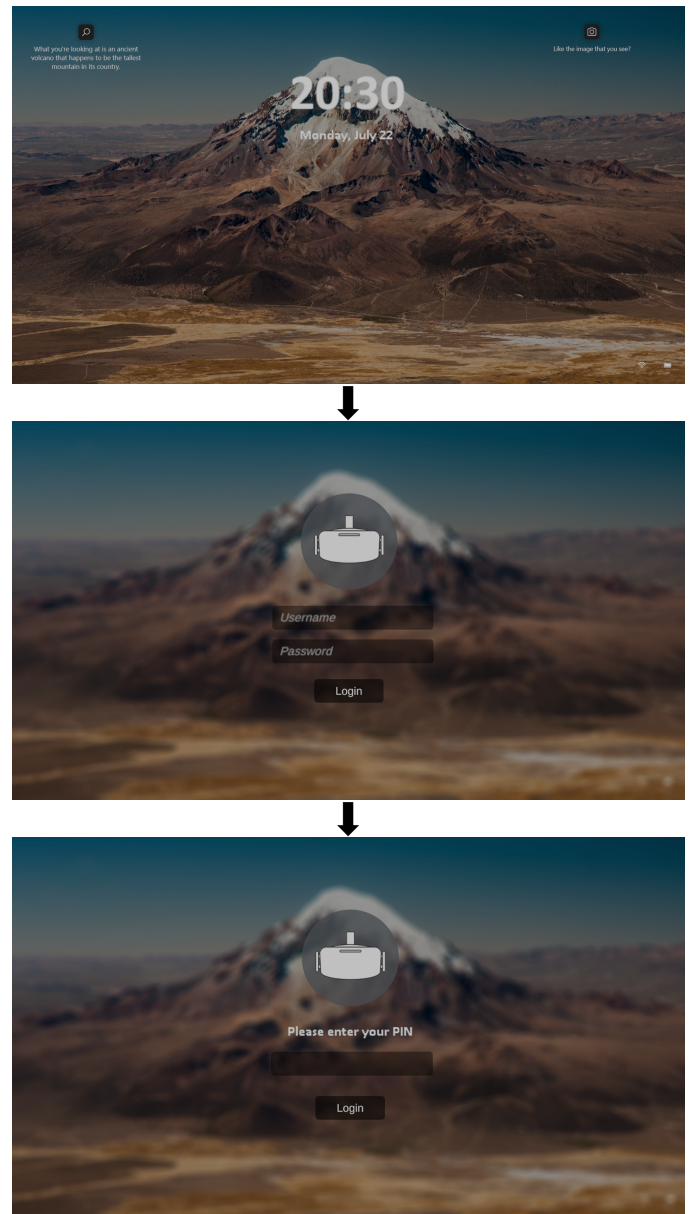 What you're looking at is an ancient
volcano that happens to be the tallest
mountain in its country.
Like the image that you see?
20:30
Monday, July 22
Username
Password
Login
Please enter your PIN
Login